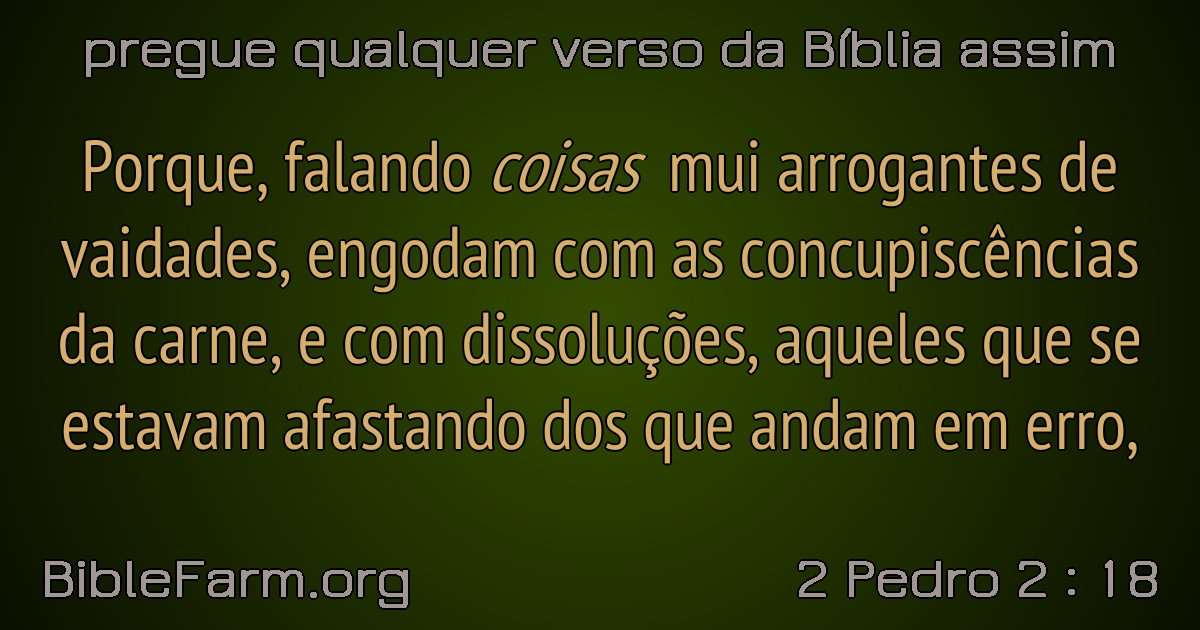 pregue qualquer verso da Bíblia assim
Porque, falando coisas mui arrogantes de
vaidades, engodam com as concupiscências
da carne, e com dissoluções, aqueles que se
estavam afastando dos que andam em erro,
BibleFarm.org
2 Pedro 2 : 18